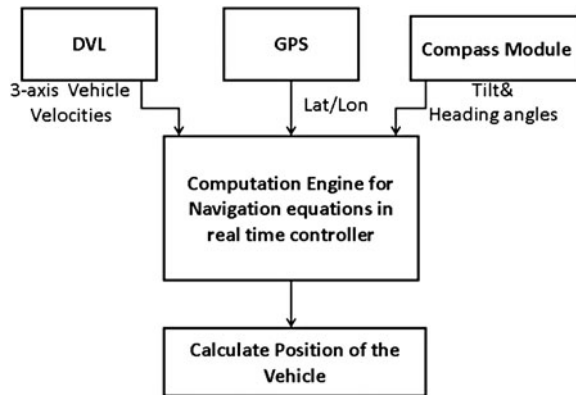 DVL
GPS
Compass Module
3-axis Vehicle
Velocities
Lat/Lon
Tilt&
Heading angles
Computation Engine for
Navigation equations in
real time controller
Calculate Position of the
Vehicle